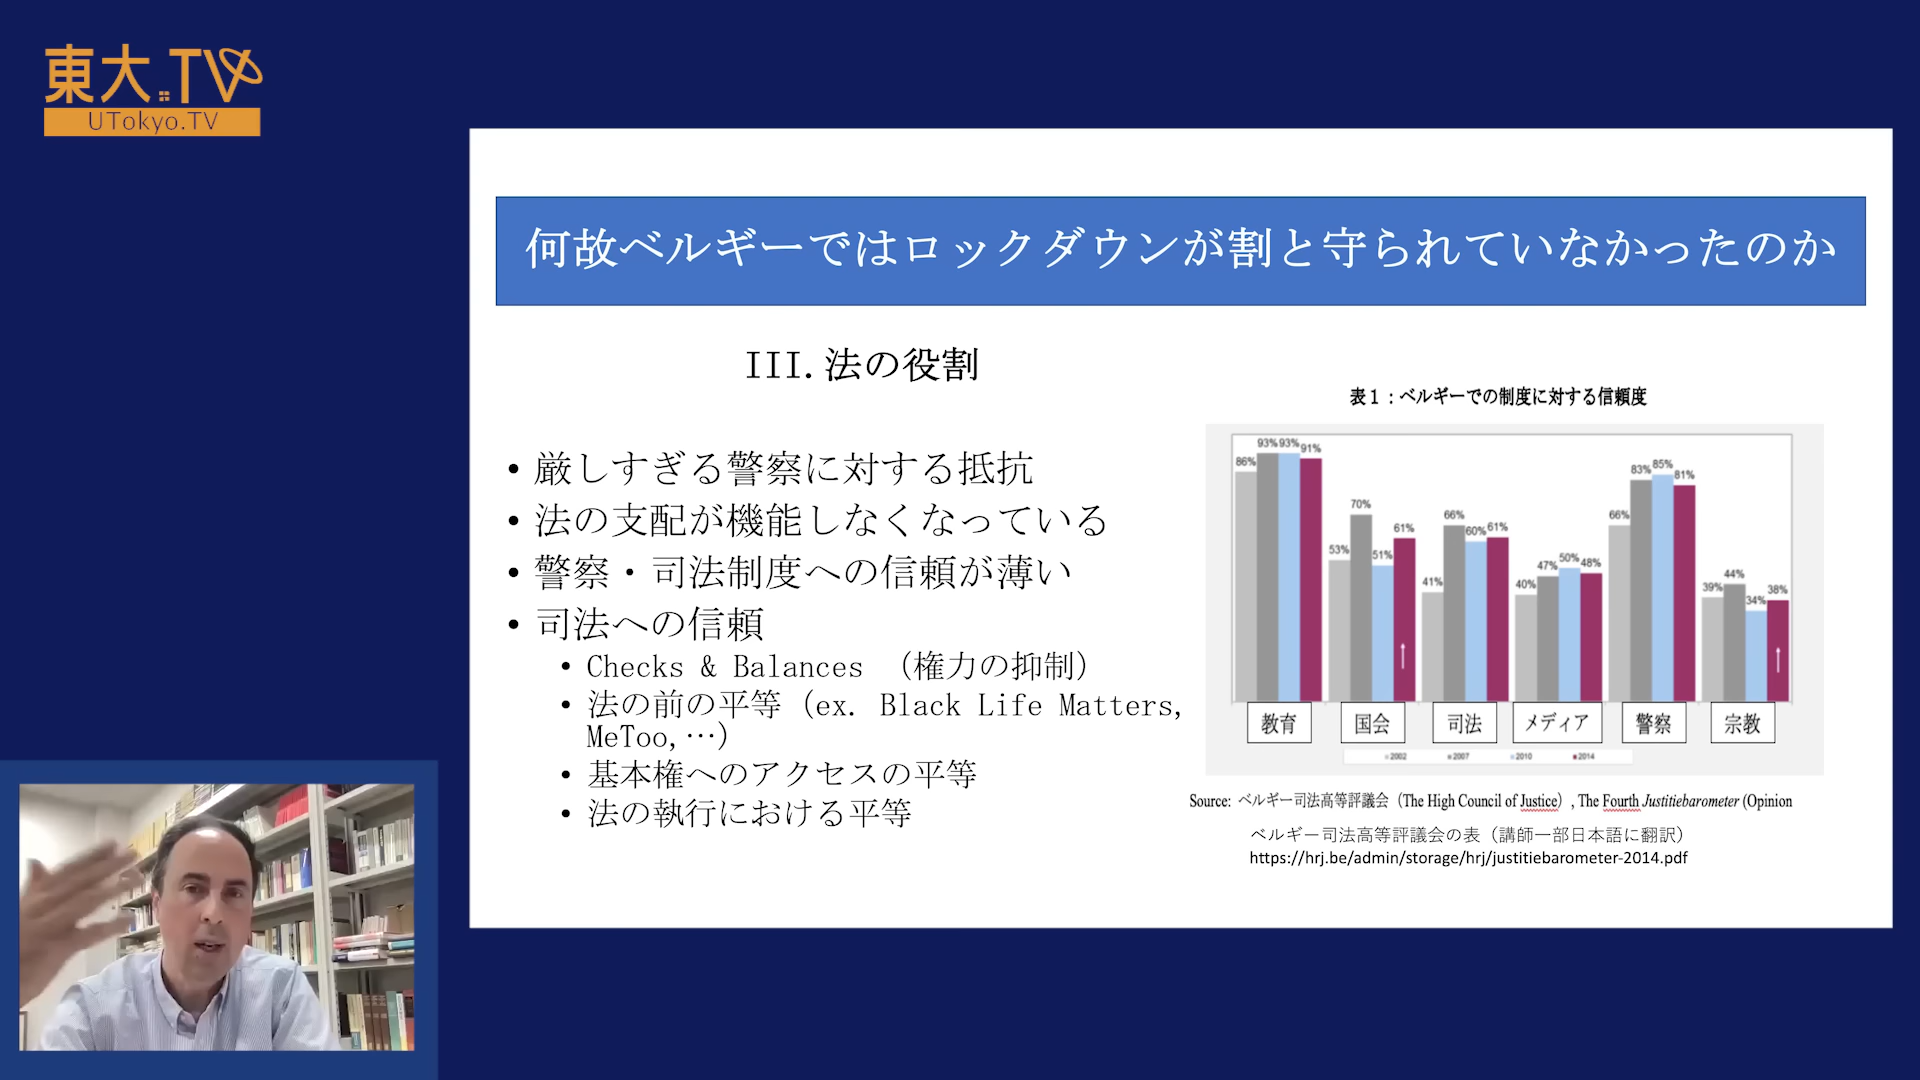 東大.TV
UTokyo.TV
何故ベルギーではロックダウンが割と守られていなかったのか
III.法の役割
• 厳しすぎる警察に対する抵抗
• 法の支配が機能しなくなっている
• 警察・司法制度への信頼が薄い
• 司法への信頼
• Checks & Balances （権力の抑制）
• 法の前の平等（ex. Black Life Matters,
MeToo,…）
• 基本権へのアクセスの平等
• 法の執行における平等
表１：ベルギーでの制度に対する信頼度
86% 93% 93% 91%
53% 70% 51% 61%
41% 66% 60% 61%
40% 47% 50% 48%
66% 83% 85% 81%
39% 44% 34% 38%
教育 国会 司法 メディア 警察 宗教
2002 2007 2010 2014
Source: ベルギー司法高等評議会（The High Council of Justice）, The Fourth Justitiebarometer (Opinion
ベルギー司法高等評議会の表（講師一部日本語に翻訳）
https://hrj.be/admin/storage/hrj/justitiebarometer-2014.pdf